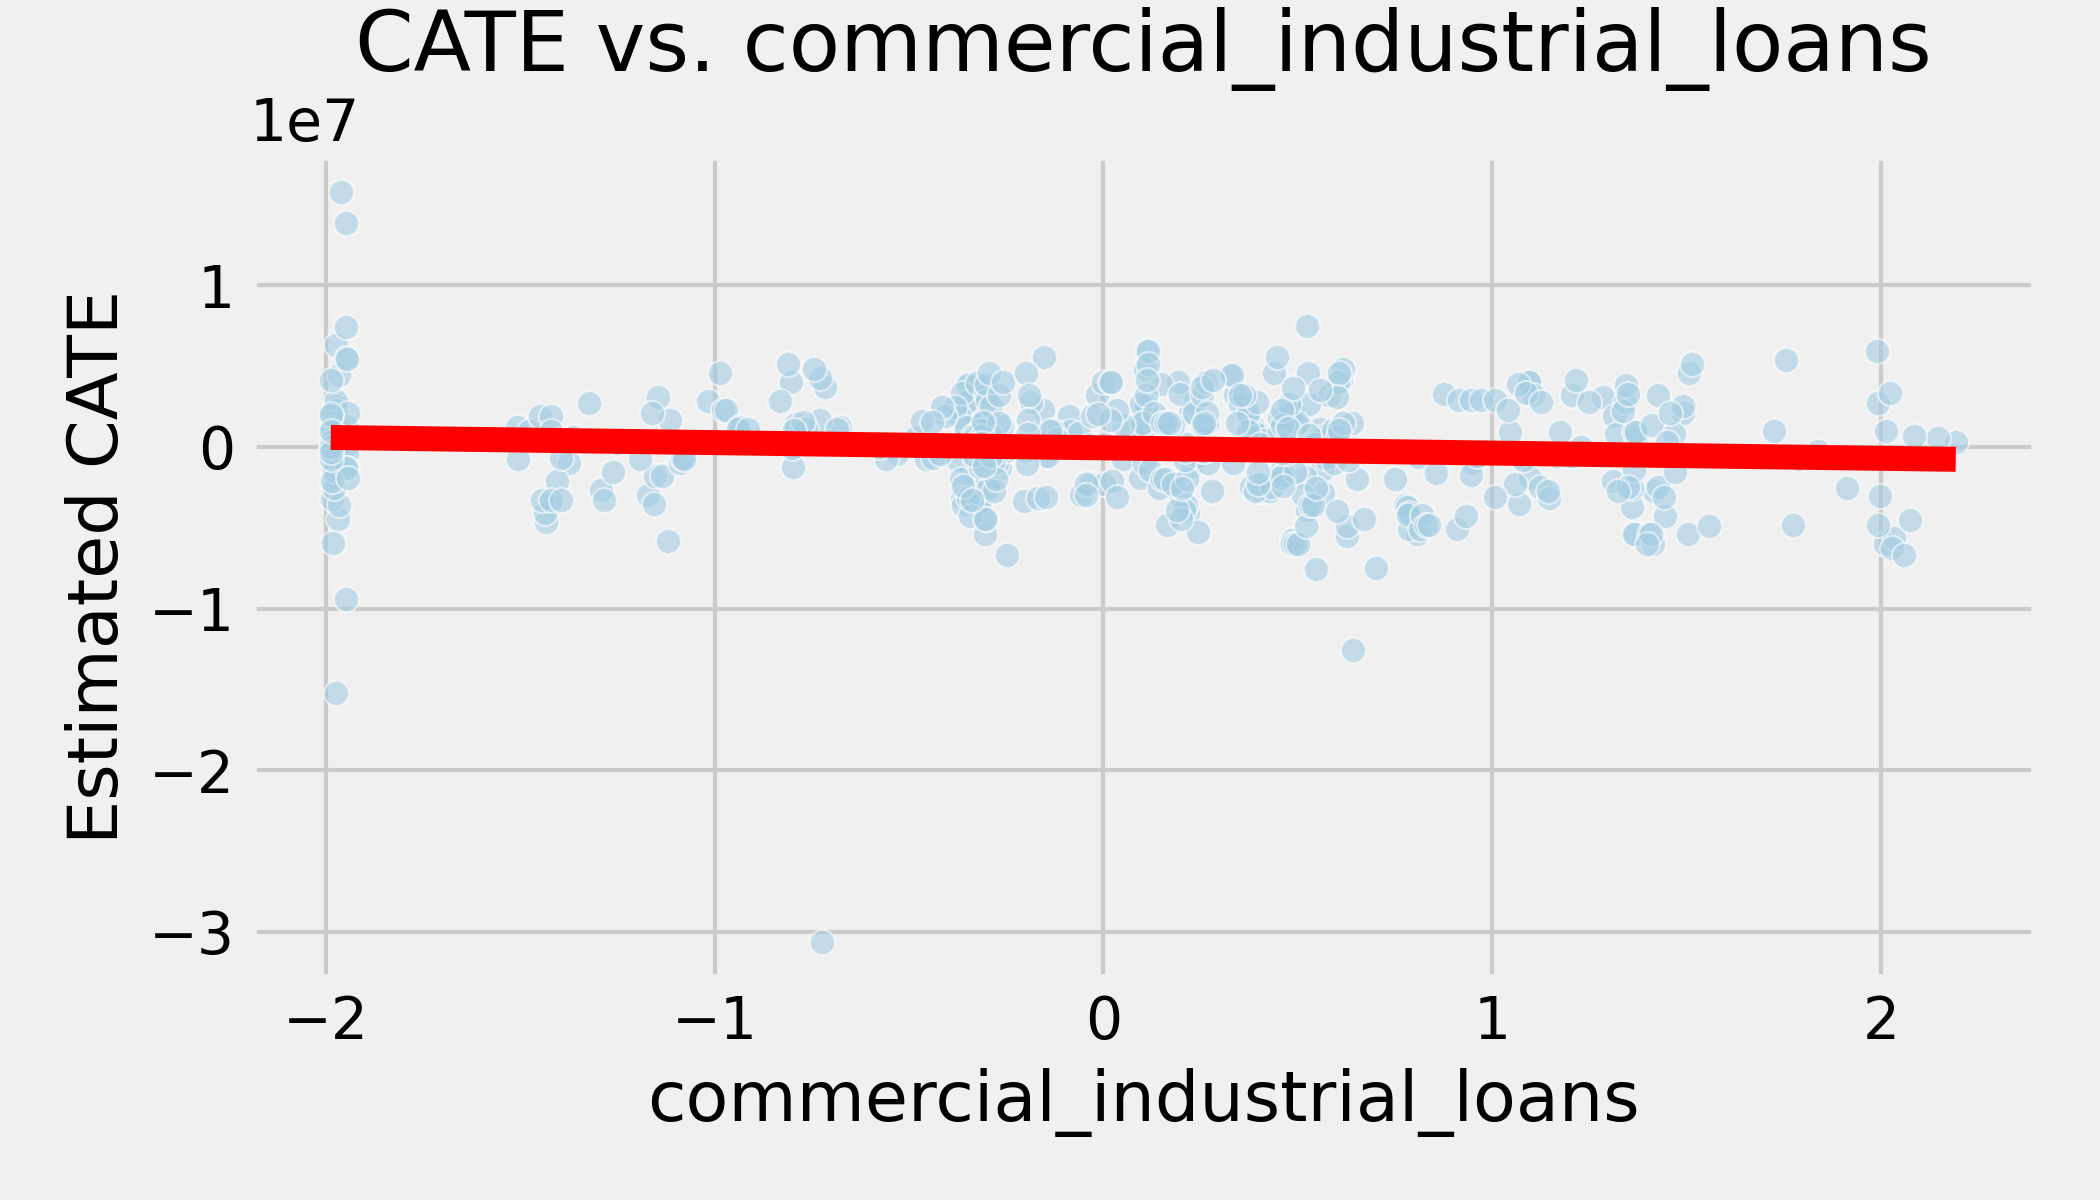 CATE vs. commercial_industrial_loans
1e7
1
0
−1
−2
−3
Estimated CATE
−2 −1 0 1 2
commercial_industrial_loans